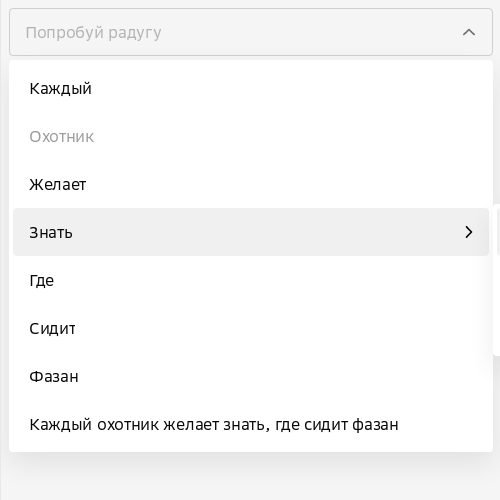 Попробуй радугу
Каждый
Охотник
Желает
Знать
Где
Сидит
Фазан
Каждый охотник желает знать, где сидит фазан